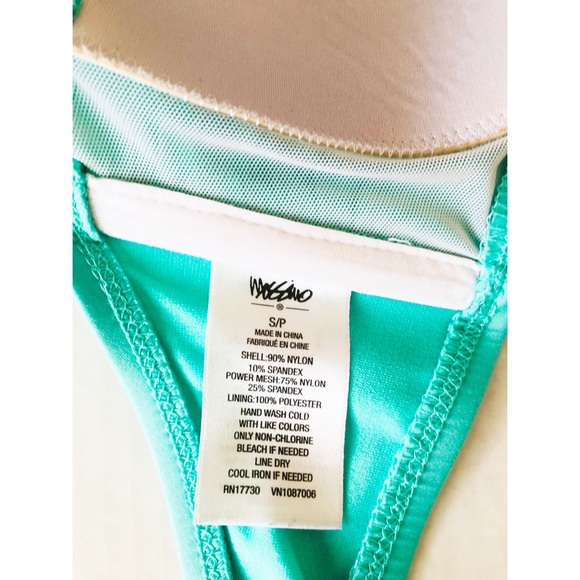 Mossimo
S/P
MADE IN CHINA
FABRIQUÉ EN CHINE
SHELL:90% NYLON
10% SPANDEX
POWER MESH:75% NYLON
25% SPANDEX
LINING:100% POLYESTER
HAND WASH COLD
WITH LIKE COLORS
ONLY NON-CHLORINE
BLEACH IF NEEDED
LINE DRY
COOL IRON IF NEEDED
RN17730 VN1087006